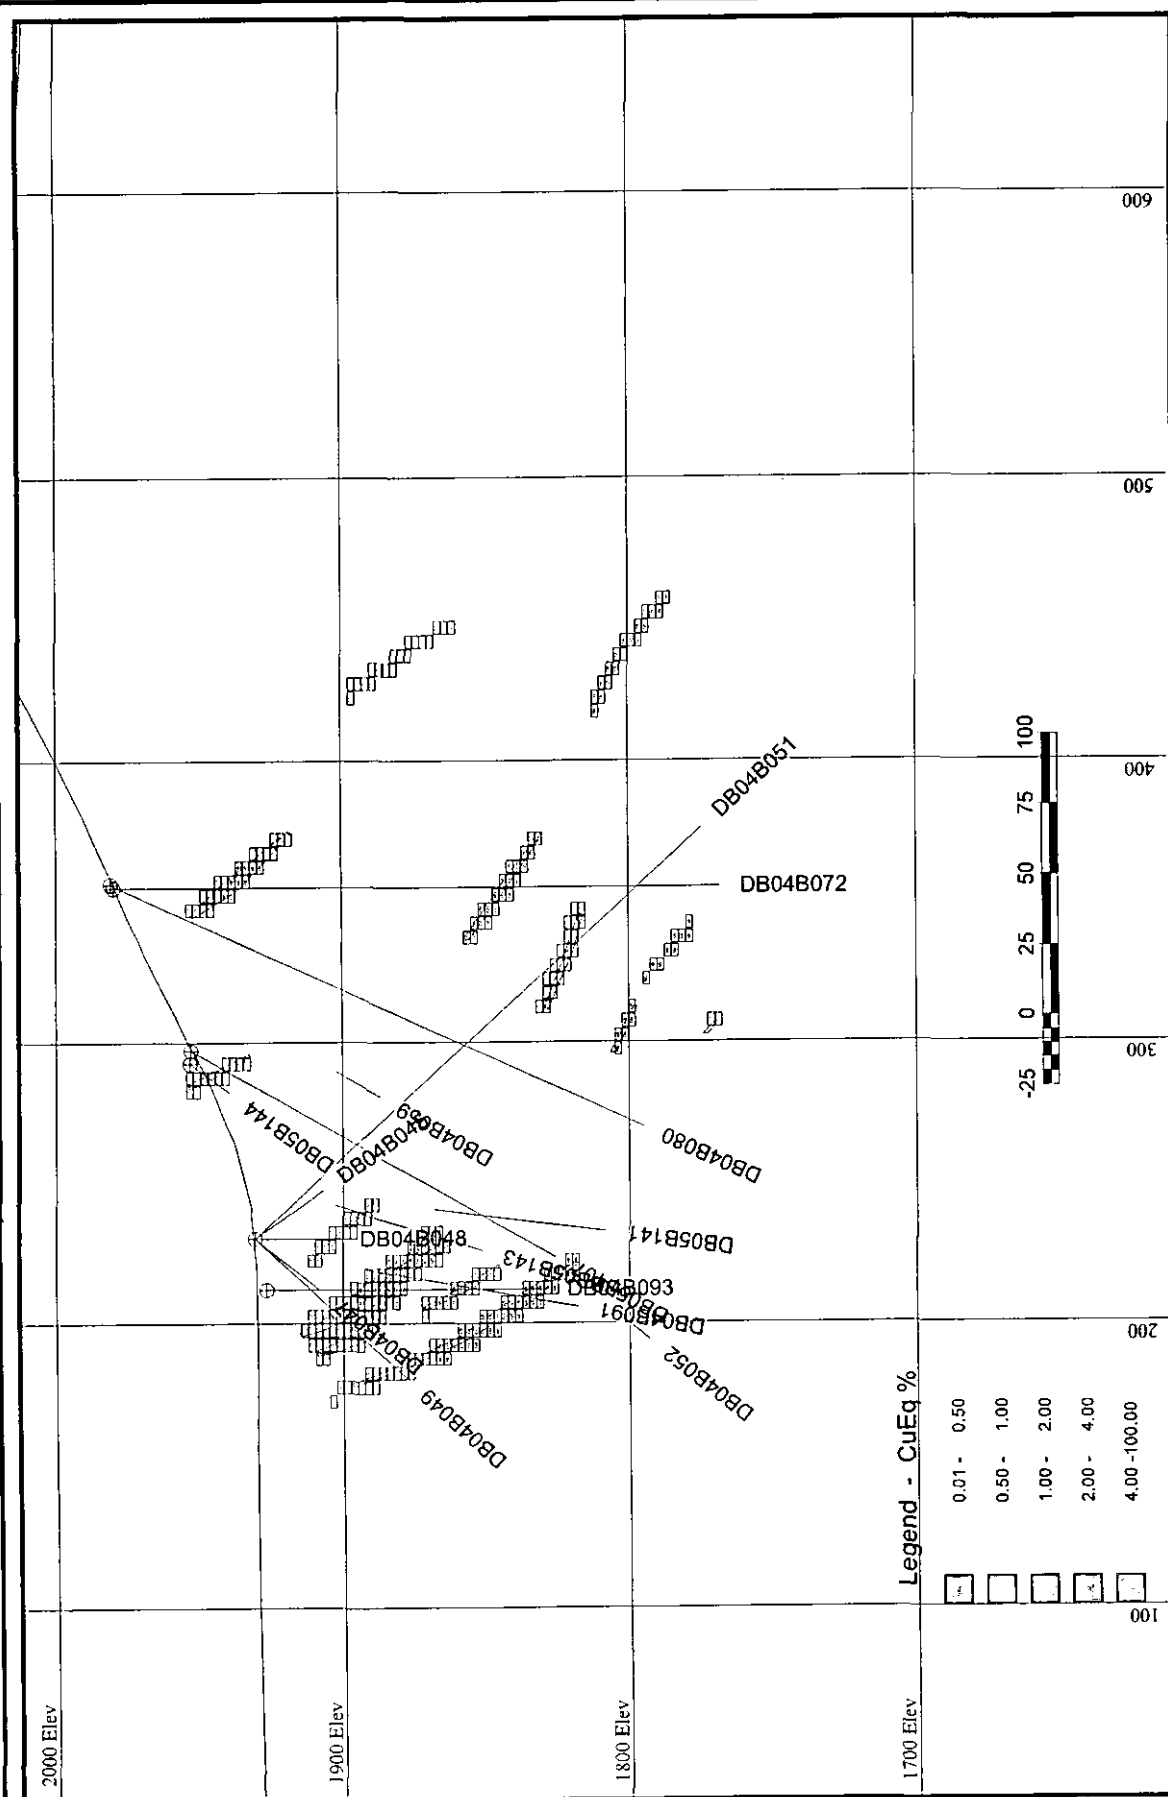 2000 Elev
1900 Elev
1800 Elev
1700 Elev
100
200
300
400
500
600
DB04B051
DB04B072
DB04B080
DB05B144
DB04B048
DB05B141
DB04B093
DB04B052
DB04B049
DB04B047
-25 0 25 50 75 100
Legend - CuEq %
0.01 - 0.50
0.50 - 1.00
1.00 - 2.00
2.00 - 4.00
4.00 -100.00